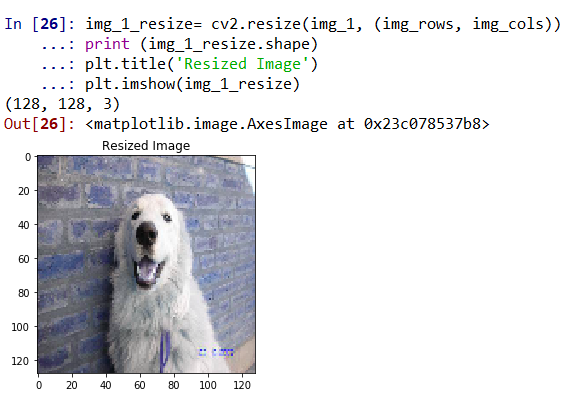 In [26]: img_1_resize= cv2.resize(img_1, (img_rows, img_cols))
...: print (img_1_resize.shape)
...: plt.title('Resized Image')
...: plt.imshow(img_1_resize)
(128, 128, 3)
Out[26]: <matplotlib.image.AxesImage at 0x23c078537b8>
Resized Image
0
20
40
60
80
100
120
0 20 40 60 80 100 120